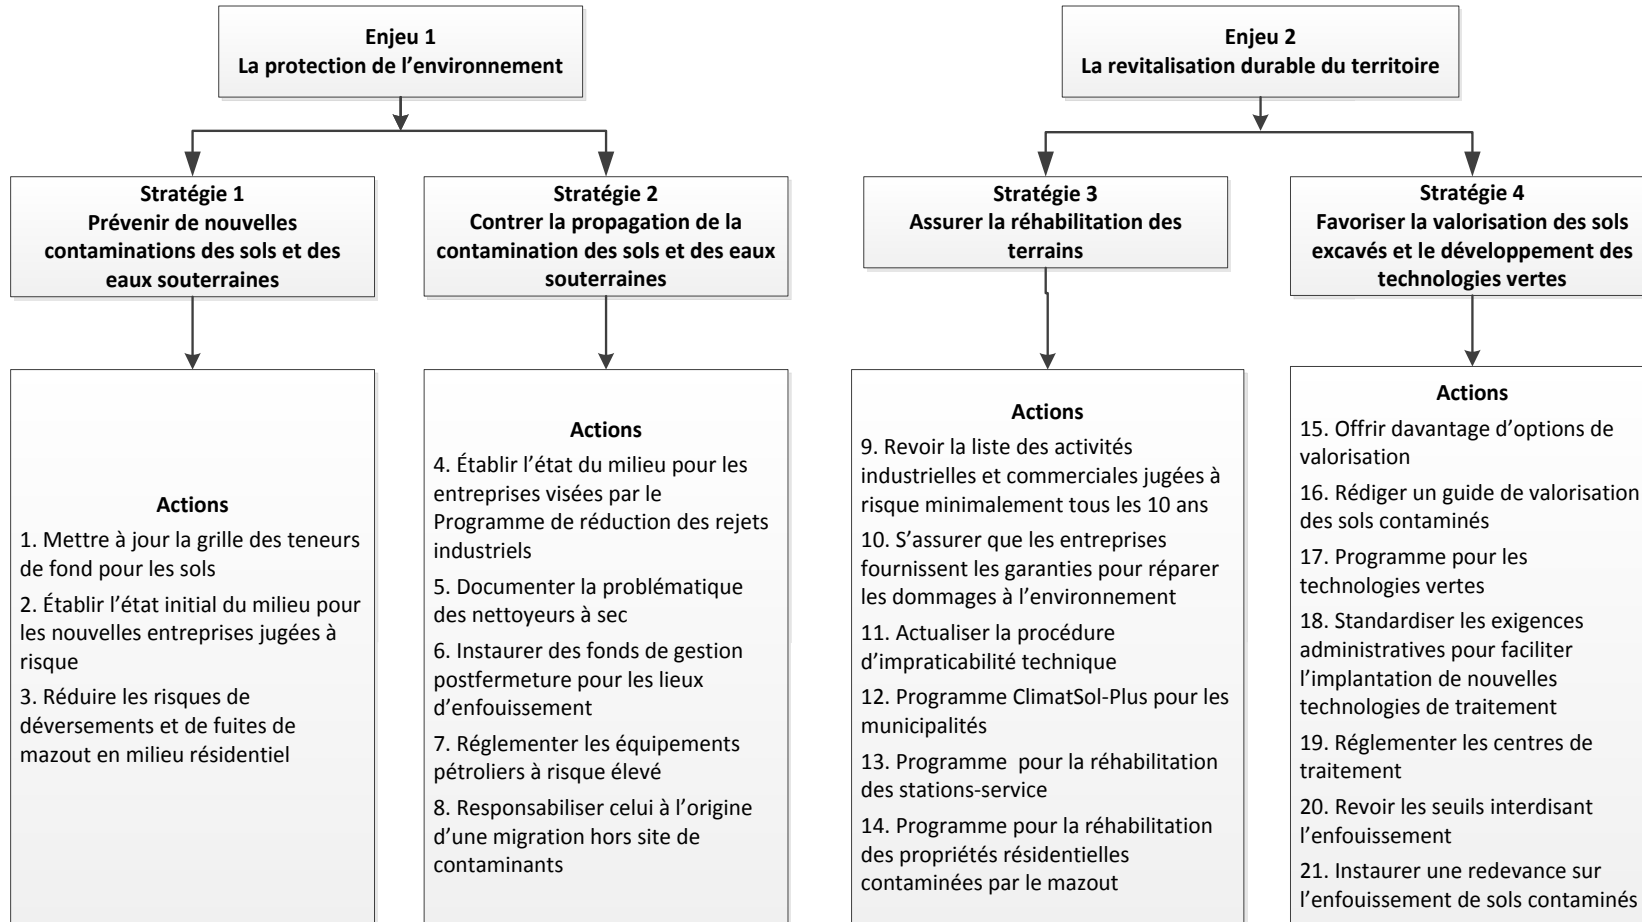 Enjeu 1
La protection de l’environnement
Enjeu 2
La revitalisation durable du territoire
Stratégie 1
Prévenir de nouvelles
contaminations des sols et des
eaux souterraines
Stratégie 2
Contrer la propagation de la
contamination des sols et des eaux
souterraines
Stratégie 3
Assurer la réhabilitation des
terrains
Stratégie 4
Favoriser la valorisation des sols
excavés et le développement des
technologies vertes
Actions
1. Mettre à jour la grille des teneurs
de fond pour les sols
2. Établir l’état initial du milieu pour
les nouvelles entreprises jugées à
risque
3. Réduire les risques de
déversements et de fuites de
mazout en milieu résidentiel
Actions
4. Établir l’état du milieu pour les
entreprises visées par le
Programme de réduction des rejets
industriels
5. Documenter la problématique
des nettoyeurs à sec
6. Instaurer des fonds de gestion
postfermeture pour les lieux
d’enfouissement
7. Réglementer les équipements
pétroliers à risque élevé
8. Responsabiliser celui à l’origine
d’une migration hors site de
contaminants
Actions
9. Revoir la liste des activités
industrielles et commerciales jugées à
risque minimalement tous les 10 ans
10. S’assurer que les entreprises
fournissent les garanties pour réparer
les dommages à l’environnement
11. Actualiser la procédure
d’impraticabilité technique
12. Programme ClimatSol-Plus pour les
municipalités
13. Programme  pour la réhabilitation
des stations-service
14. Programme pour la réhabilitation
des propriétés résidentielles
contaminées par le mazout
Actions
15. Offrir davantage d’options de
valorisation
16. Rédiger un guide de valorisation
des sols contaminés
17. Programme pour les
technologies vertes
18. Standardiser les exigences
administratives pour faciliter
l’implantation de nouvelles
technologies de traitement
19. Réglementer les centres de
traitement
20. Revoir les seuils interdisant
l’enfouissement
21. Instaurer une redevance sur
l’enfouissement de sols contaminés